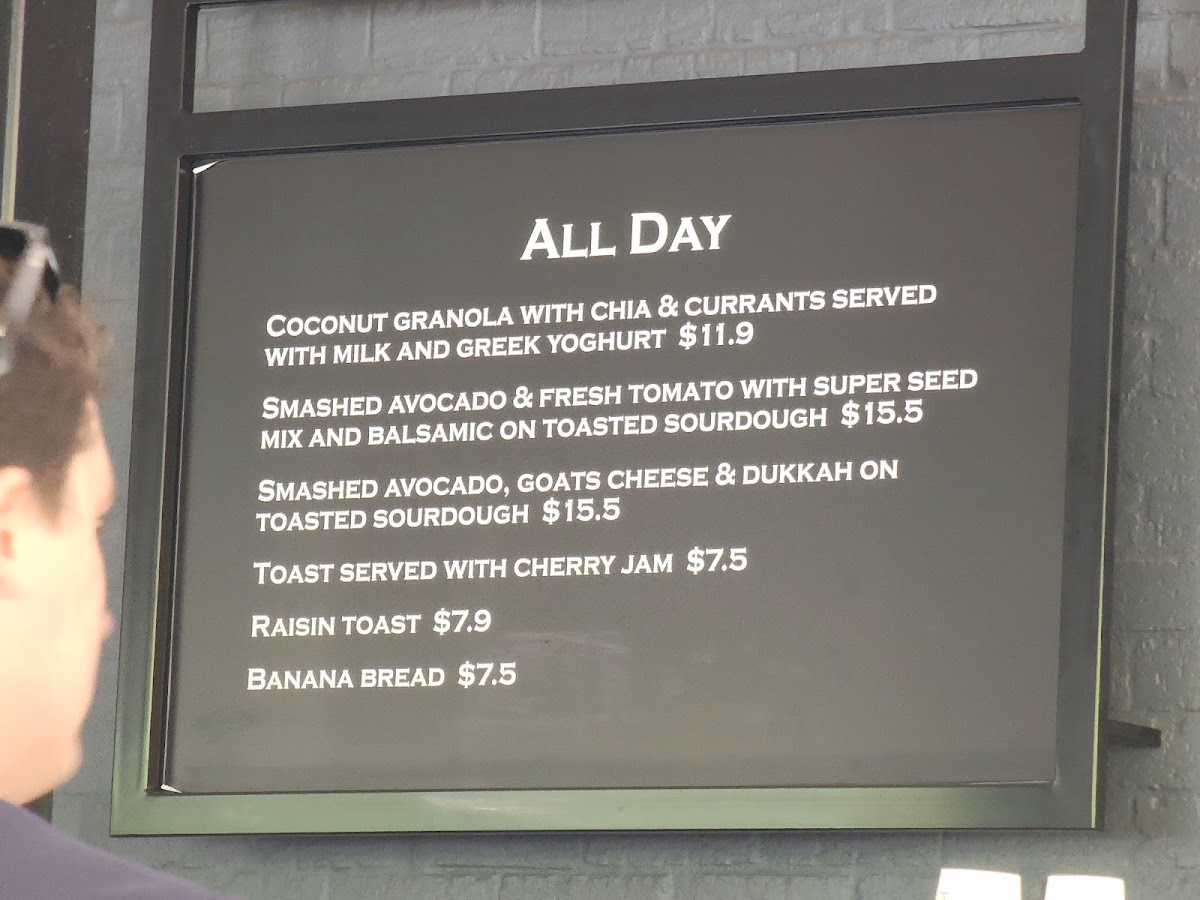 All Day
Coconut granola with chia & currants served
with milk and greek yoghurt $11.9
Smashed avocado & fresh tomato with super seed
mix and balsamic on toasted sourdough $15.5
Smashed avocado, goats cheese & dukkah on
toasted sourdough $15.5
Toast served with cherry jam $7.5
Raisin toast $7.9
Banana bread $7.5